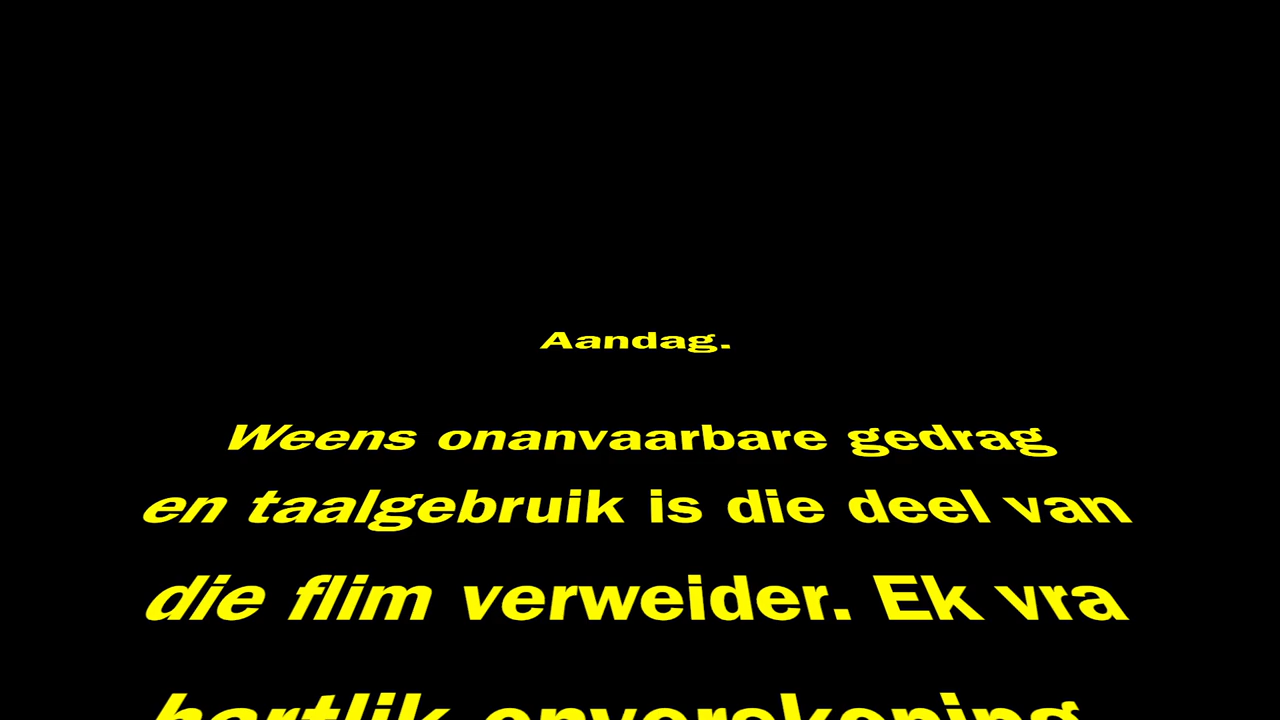 Aandag.
Weens onanvaarbare gedrag
en taalgebruik is die deel van
die flim verweider. Ek vra